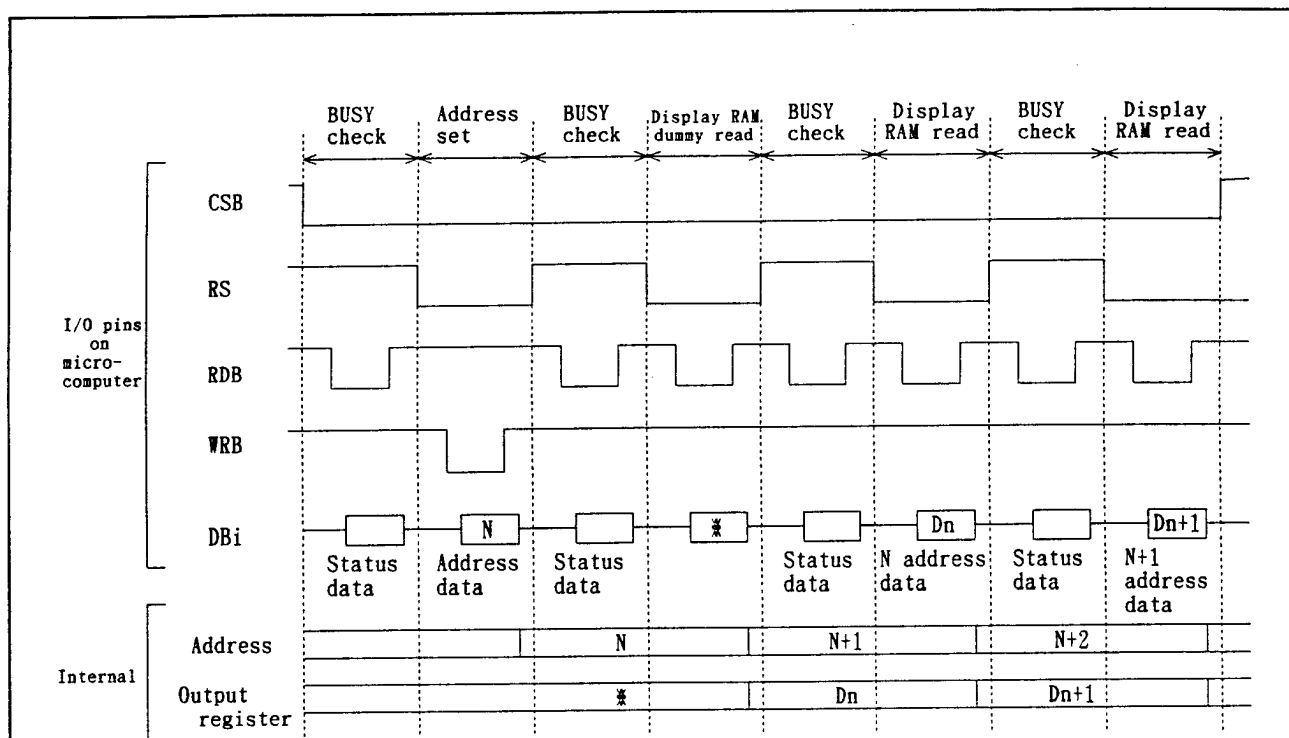 BUSY check
Address set
BUSY check
Display RAM dummy read
BUSY check
Display RAM read
BUSY check
Display RAM read
I/O pins
on
micro-
computer
CSB
RS
RDB
WRB
DBi
N
※
Dn
Dn+1
Status data
Address data
Status data
Status data
N address data
Status data
N+1 address data
Internal
Address
N
N+1
N+2
Output
register
※
Dn
Dn+1